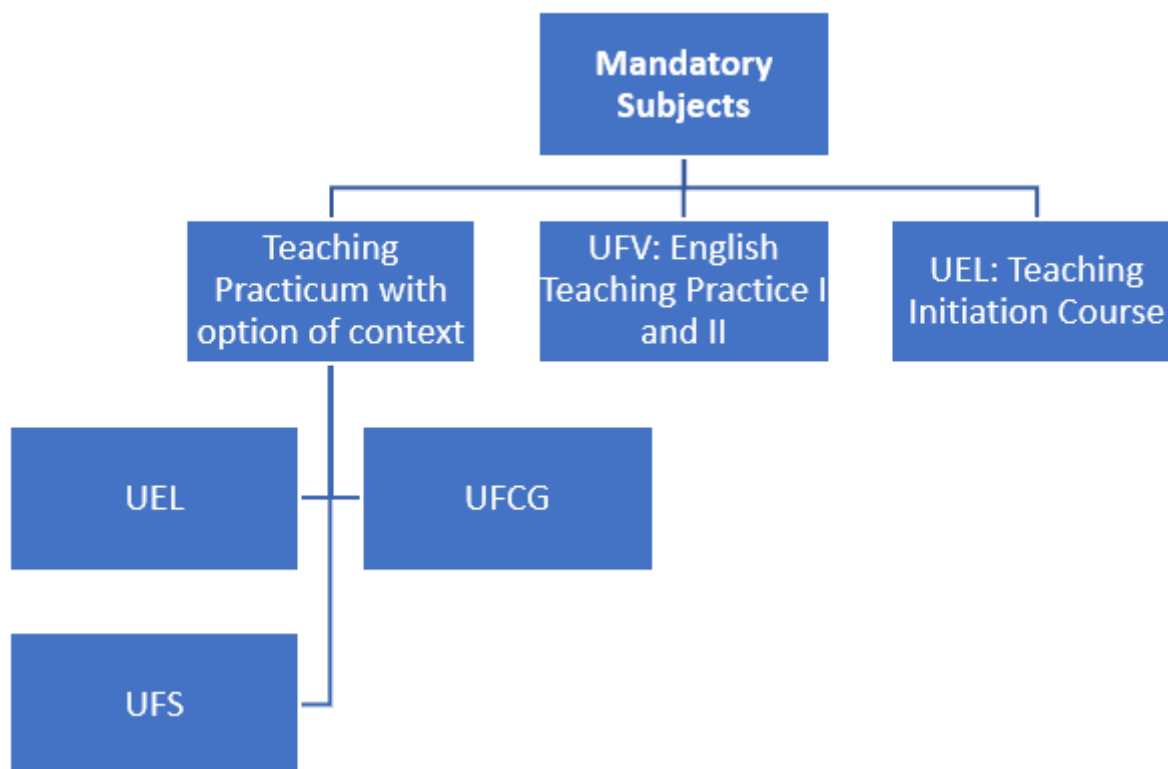 Mandatory
Subjects
Teaching
Practicum with
option of context
UFV: English
Teaching Practice I
and II
UEL: Teaching
Initiation Course
UEL
UFCG
UFS